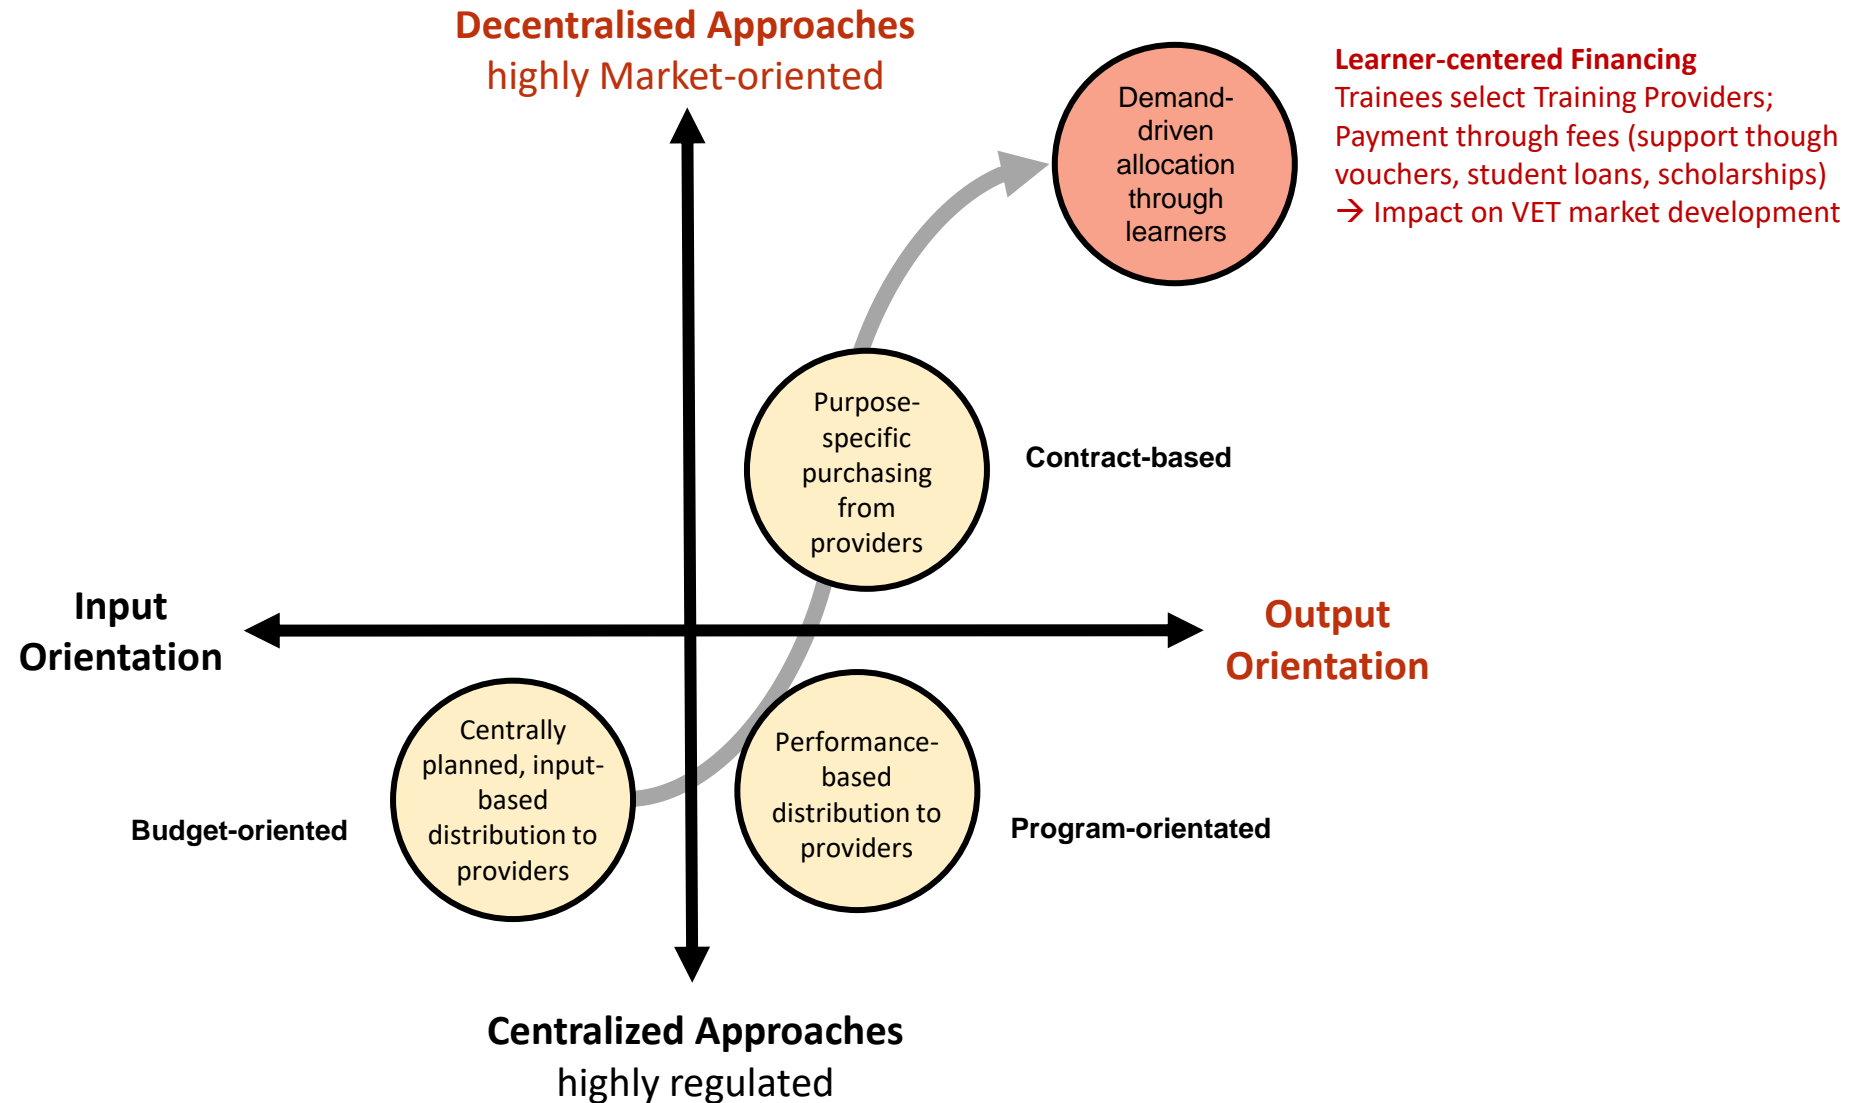 Decentralised Approaches
highly Market-oriented
Demand-
driven
allocation
through
learners
Learner-centered Financing
Trainees select Training Providers;
Payment through fees (support though
vouchers, student loans, scholarships)
→ Impact on VET market development
Purpose-
specific
purchasing
from
providers
Contract-based
Input
Orientation
Output
Orientation
Budget-oriented
Centrally
planned, input-
based
distribution to
providers
Performance-
based
distribution to
providers
Program-orientated
Centralized Approaches
highly regulated